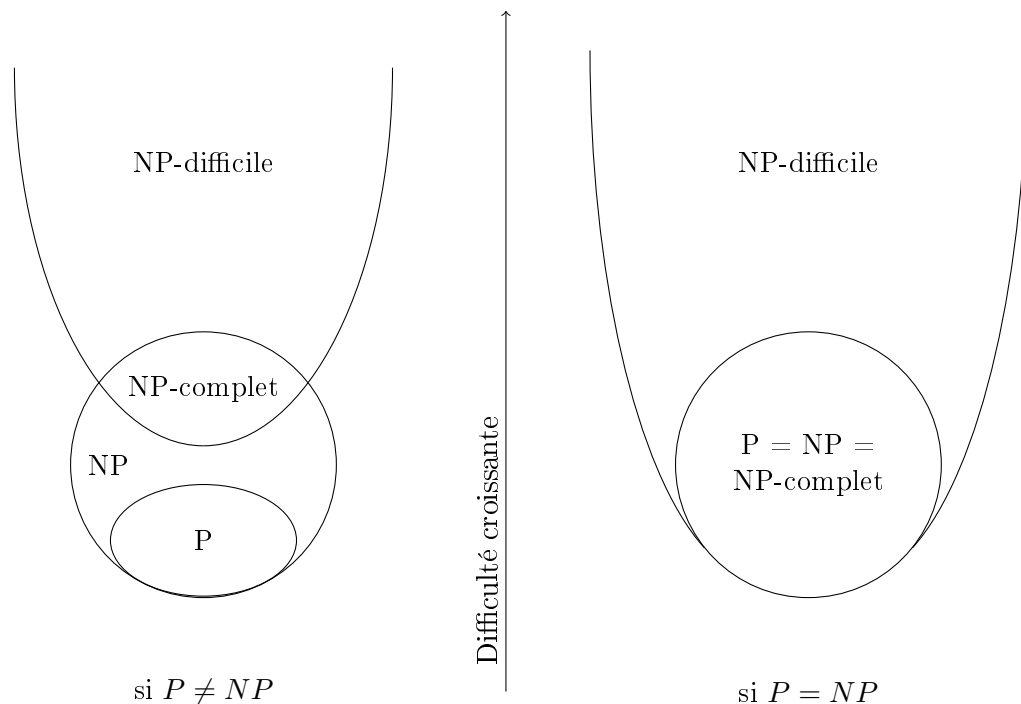 NP-difficile
NP-complet
NP
P
si P ≠ NP
Difficulté croissante
NP-difficile
P = NP =
NP-complet
si P = NP